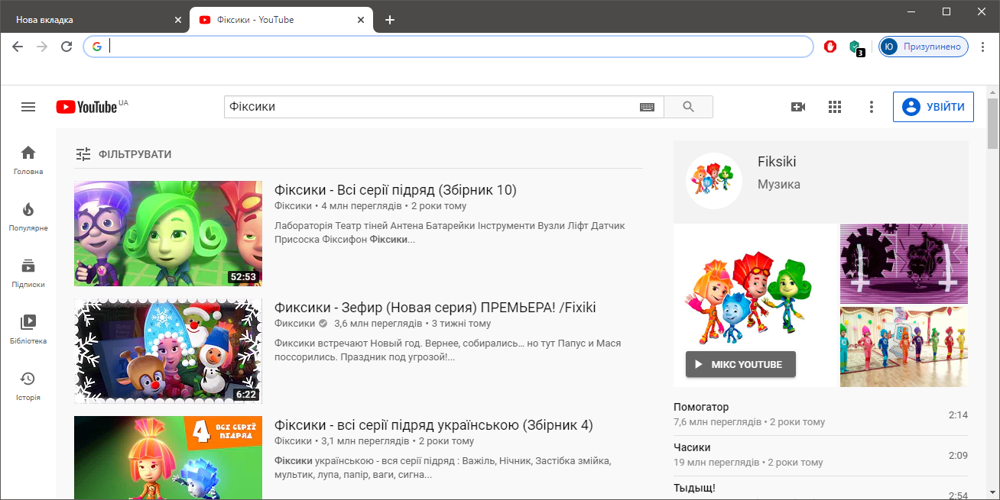 Нова вкладка
Фіксики - YouTube
3
Ю
Призупинено
YouTube UA
Фіксики
УВІЙТИ
Головна
Популярне
Підписки
Бібліотека
Історія
ФІЛЬТРУВАТИ
52:53
Фіксики - Всі серії підряд (Збірник 10)
Фіксики • 4 млн переглядів • 2 роки тому
Лабораторія Театр тіней Антена Батарейки Інструменти Вузли Ліфт Датчик
Присоска Фіксифон Фіксики...
6:22
Фиксики - Зефир (Новая серия) ПРЕМЬЕРА! /Fixiki
Фиксики 3,6 млн переглядів • 3 тижні тому
Фиксики встречают Новый год. Вернее, собирались… но тут Папус и Мася
поссорились. Праздник под угрозой!...
4 ВСІ СЕРІЇ
ПІДРЯД
Фіксики - всі серії підряд українською (Збірник 4)
Фіксики • 3,1 млн переглядів • 2 роки тому
Фіксики українською - вся серії підряд : Важіль, Нічник, Застібка змійка,
мультик, лупа, папір, ваги, сигна...
Fiksiki
Музика
МІКС YOUTUBE
Помогатор
7,6 млн переглядів • 2 роки тому
2:14
Часики
19 млн переглядів • 2 роки тому
2:09
Тыдыщ!
2:54